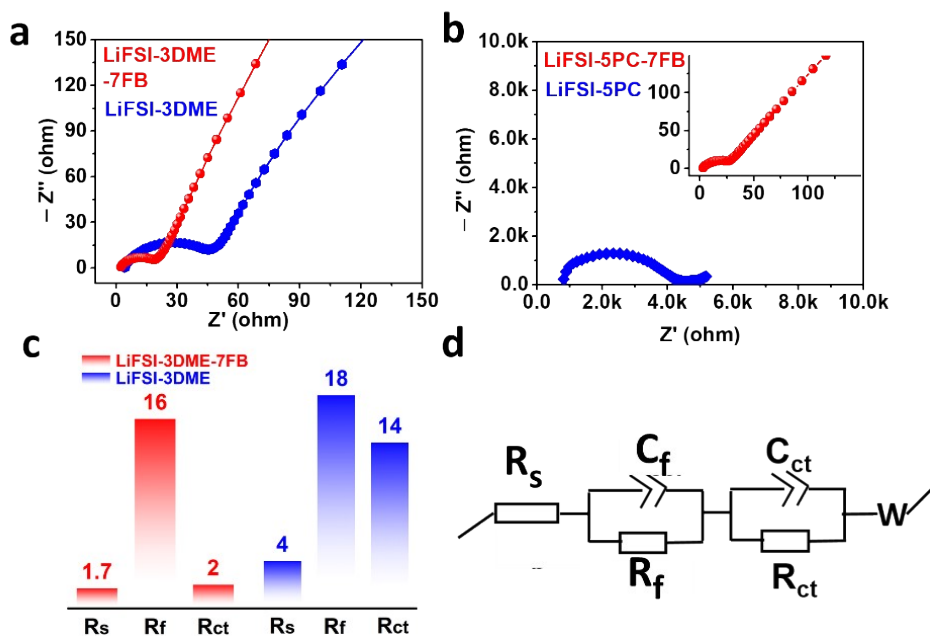 a
150
120
90
60
30
0
− Z" (ohm)
LiFSI-3DME
-7FB
LiFSI-3DME
0 30 60 90 120 150
Z' (ohm)
b
10.0k
8.0k
6.0k
4.0k
2.0k
0.0
− Z" (ohm)
LiFSI-5PC-7FB
LiFSI-5PC
100
50
0
0 50 100
0.0 2.0k 4.0k 6.0k 8.0k 10.0k
Z' (ohm)
c
LiFSI-3DME-7FB
LiFSI-3DME
1.7 16 2 4 18 14
Rs Rf Rct Rs Rf Rct
d
Rs Cf Cct
W
Rf Rct